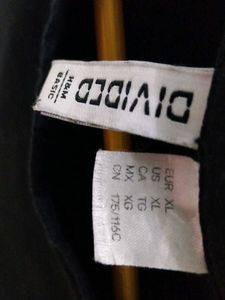 DIVIDED
H&M
BASIC
EUR XL
US XL
CA TG
MX XG
CN 175/116C